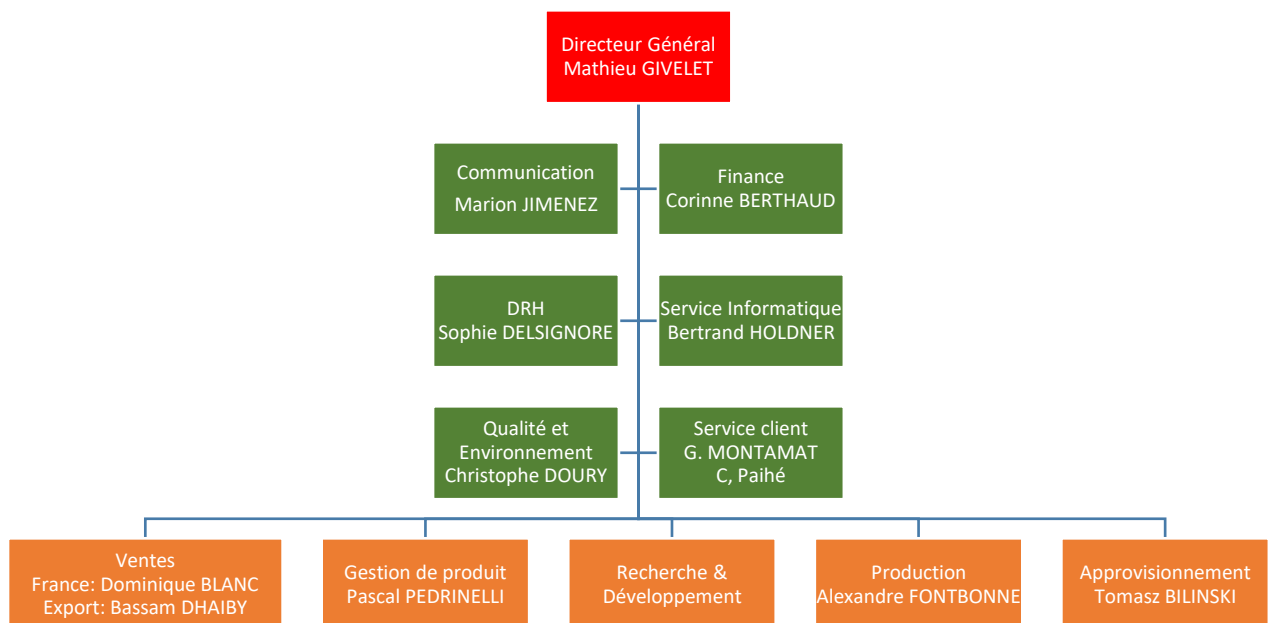 Directeur Général
Mathieu GIVELET
Communication
Marion JIMENEZ
Finance
Corinne BERTHAUD
DRH
Sophie DELSIGNORE
Service Informatique
Bertrand HOLDNER
Qualité et
Environnement
Christophe DOURY
Service client
G. MONTAMAT
C, Paihé
Ventes
France: Dominique BLANC
Export: Bassam DHAIBY
Gestion de produit
Pascal PEDRINELLI
Recherche &
Développement
Production
Alexandre FONTBONNE
Approvisionnement
Tomasz BILINSKI